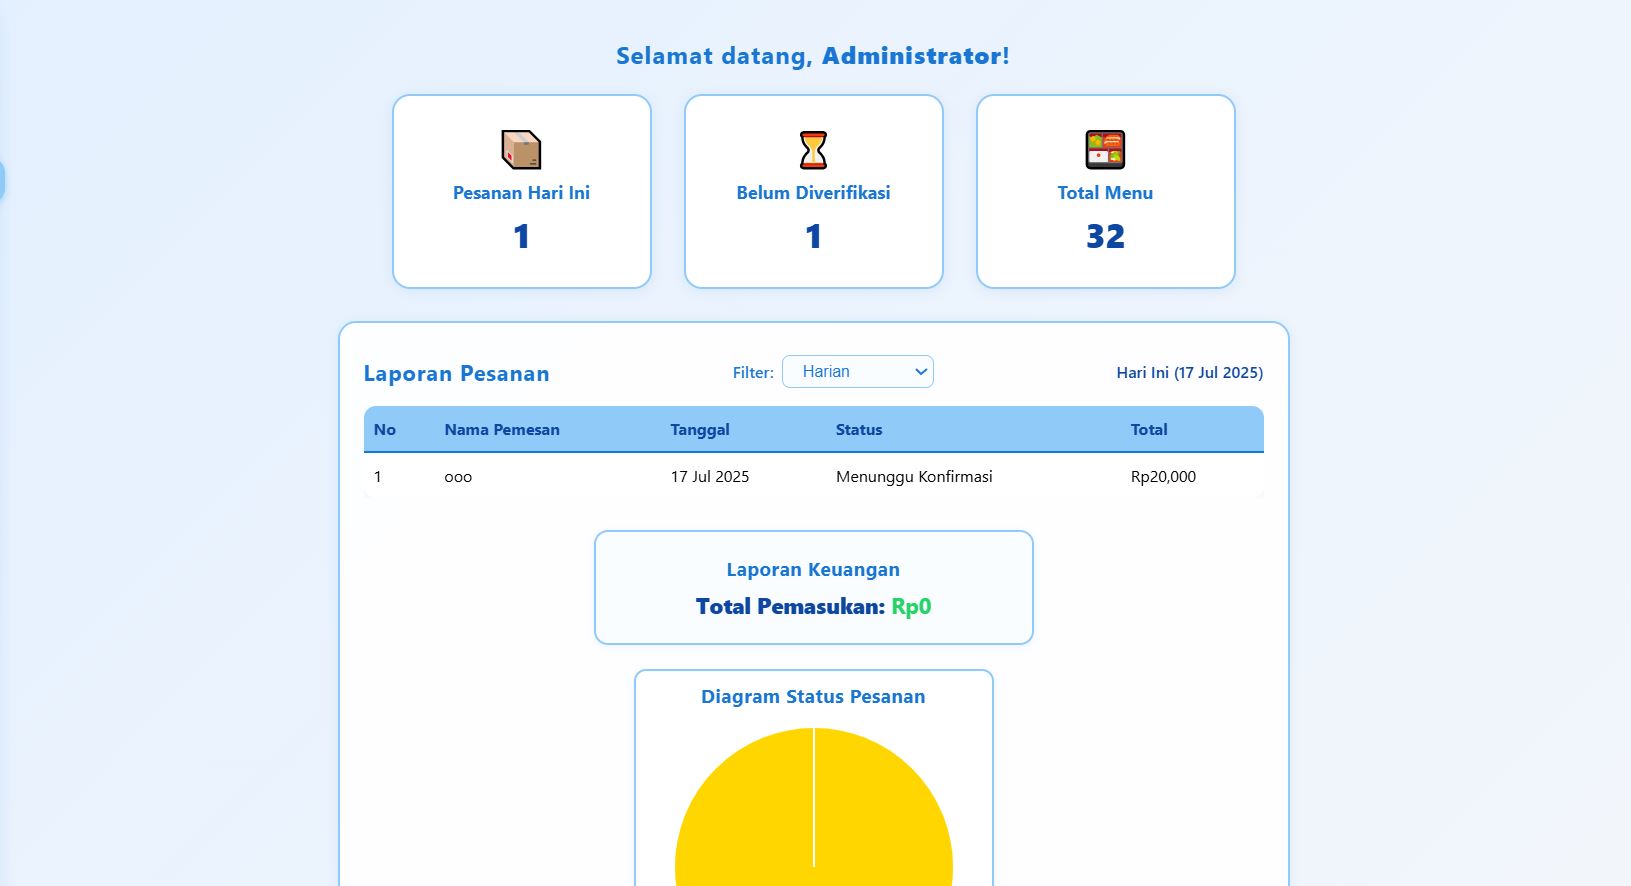 Selamat datang, Administrator!
Pesanan Hari Ini
1
Belum Diverifikasi
1
Total Menu
32
Laporan Pesanan
Filter: Harian
Hari Ini (17 Jul 2025)
No Nama Pemesan Tanggal Status Total
1 ooo 17 Jul 2025 Menunggu Konfirmasi Rp20,000
Laporan Keuangan
Total Pemasukan: Rp0
Diagram Status Pesanan